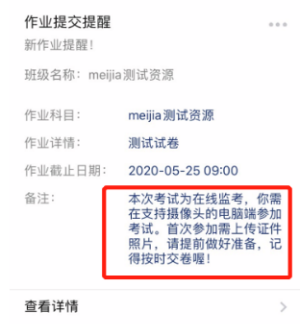 作业提交提醒
新作业提醒!
班级名称：meijia测试资源
作业科目： meijia测试资源
作业详情： 测试试卷
作业截止日期： 2020-05-25 09:00
备注： 本次考试为在线监考，你需
在支持摄像头的电脑端参加
考试。首次参加需上传证件
照片，请提前做好准备，记
得按时交卷喔！
查看详情